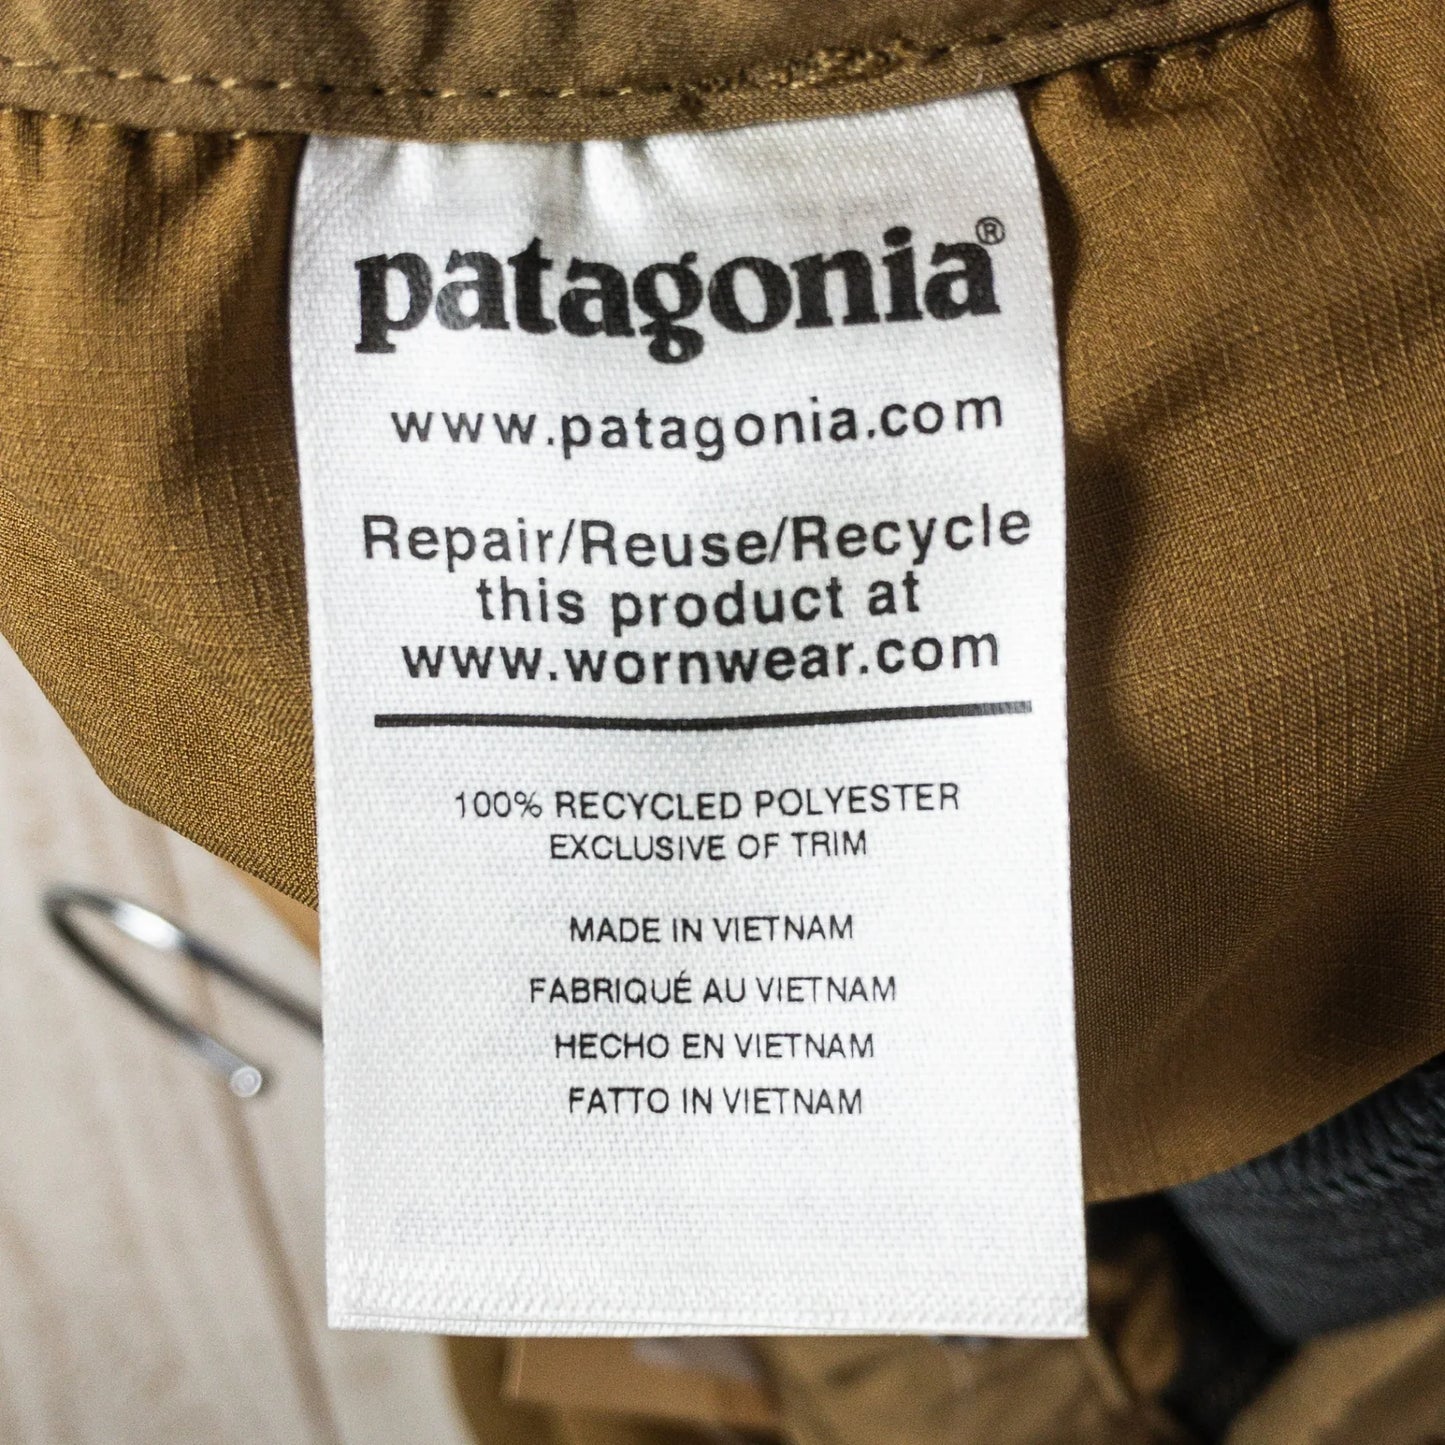 patagonia®
www.patagonia.com
Repair/Reuse/Recycle
this product at
www.wornwear.com
100% RECYCLED POLYESTER
EXCLUSIVE OF TRIM
MADE IN VIETNAM
FABRIQUÉ AU VIETNAM
HECHO EN VIETNAM
FATTO IN VIETNAM